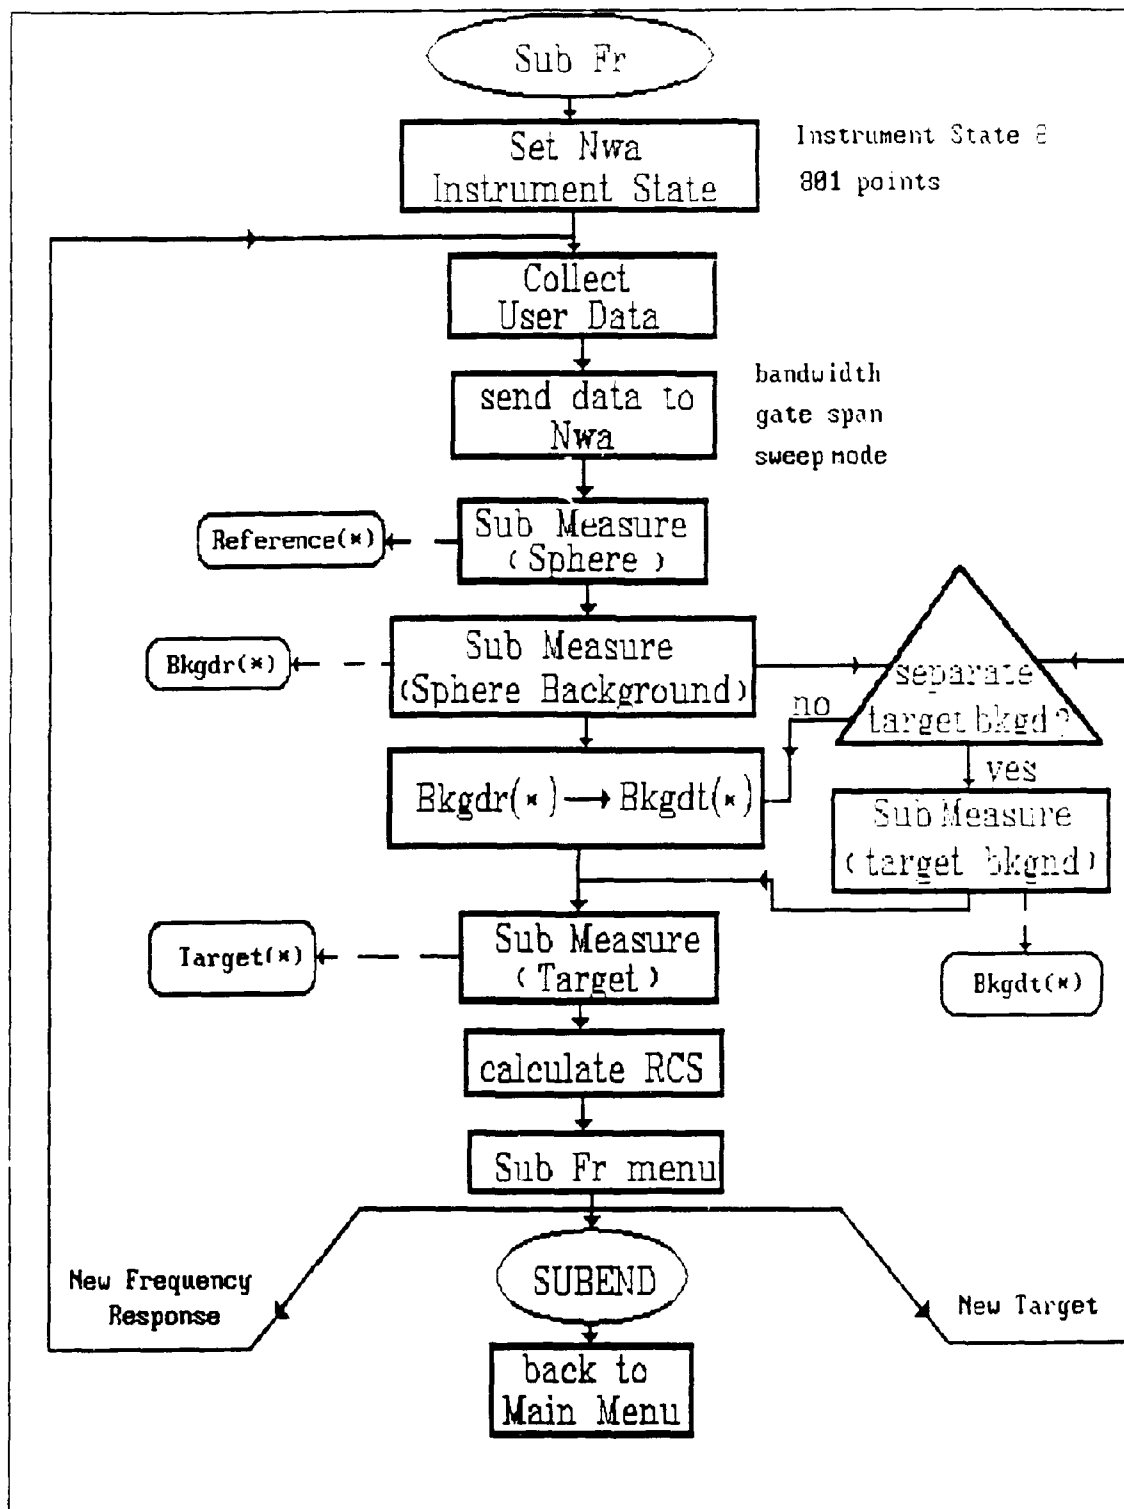 Sub Fr
Set Nwa
Instrument State
Instrument State 8
801 points
Collect
User Data
send data to
Nwa
bandwidth
gate span
sweep mode
Sub Measure
(Sphere)
Reference(*)
Sub Measure
(Sphere Background)
Bkgdr(*)
separate
target bkgd?
no
yes
Bkgdr(*) → Bkgdt(*)
Sub Measure
(target bkgnd)
Bkgdt(*)
Sub Measure
(Target)
Target(*)
calculate RCS
Sub Fr menu
New Frequency
Response
SUBEND
New Target
back to
Main Menu